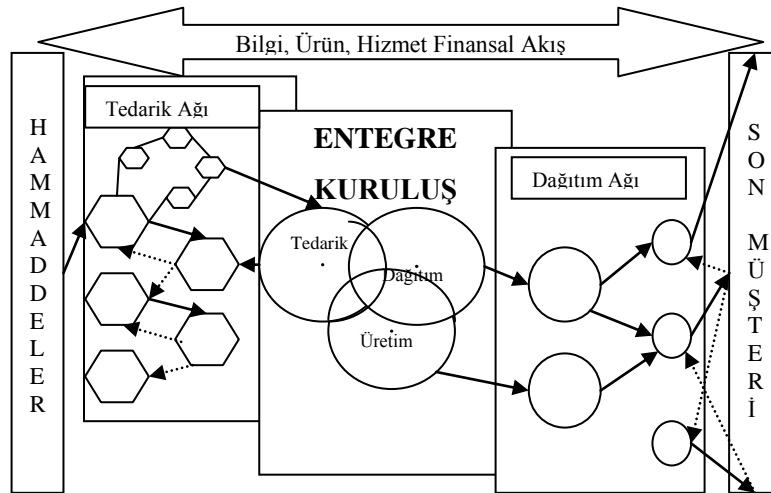 Bilgi, Ürün, Hizmet Finansal Akış
HAMMADDELER
Tedarik Ağı
ENTEGRE
KURULUŞ
Dağıtım Ağı
Tedarik
Dağıtım
Üretim
SON MÜŞTERİ